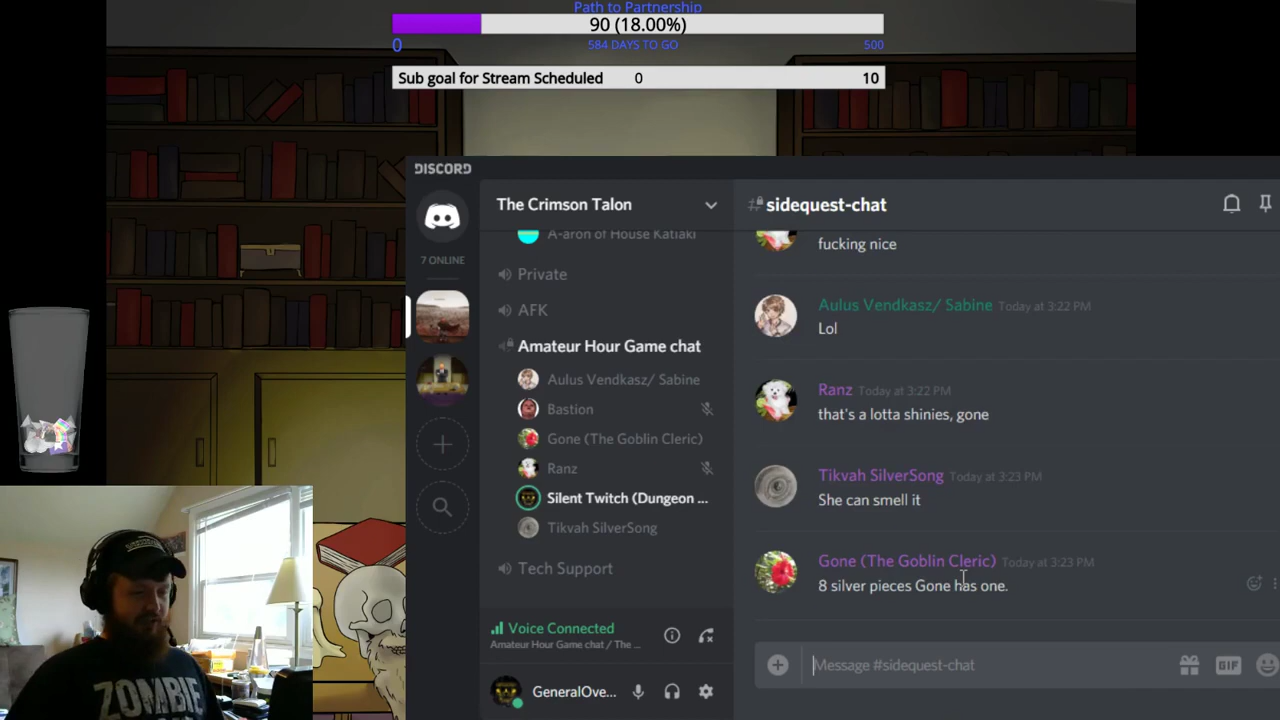 Path to Partnership
90 (18.00%)
0
584 DAYS TO GO
500
Sub goal for Stream Scheduled 0 10
DISCORD
7 ONLINE
The Crimson Talon
A-aron of House Katiaki
Private
AFK
Amateur Hour Game chat
Aulus Vendkasz/ Sabine
Bastion
Gone (The Goblin Cleric)
Ranz
Silent Twitch (Dungeon ...
Tikvah SilverSong
Tech Support
Voice Connected
Amateur Hour Game chat / The ...
GeneralOve...
sidequest-chat
fucking nice
Aulus Vendkasz/ Sabine Today at 3:22 PM
Lol
Ranz Today at 3:22 PM
that's a lotta shinies, gone
Tikvah SilverSong Today at 3:23 PM
She can smell it
Gone (The Goblin Cleric) Today at 3:23 PM
8 silver pieces Gone has one.
Message #sidequest-chat
GIF
ZOMBIE